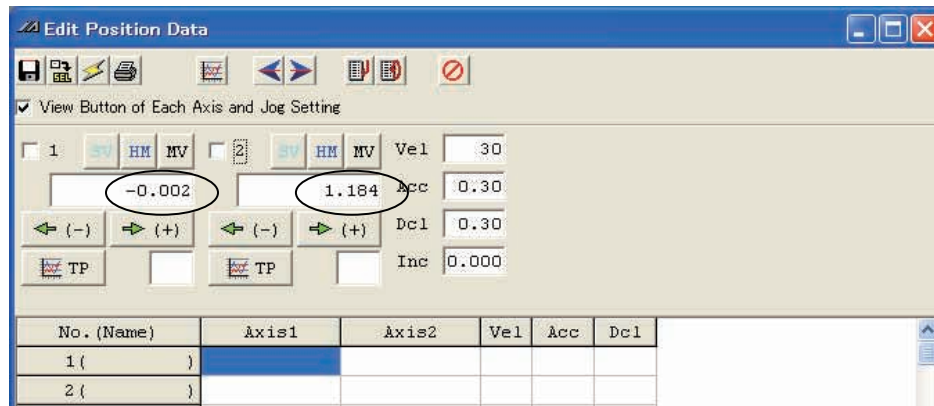 Edit Position Data
SEL
View Button of Each Axis and Jog Setting
1 SV HM MV 2 SV HM MV Vel 30
-0.002 1.184 Acc 0.30
(-) (+) (-) (+) Dcl 0.30
TP TP Inc 0.000
No.(Name) Axis1 Axis2 Vel Acc Dcl
1( )
2( )